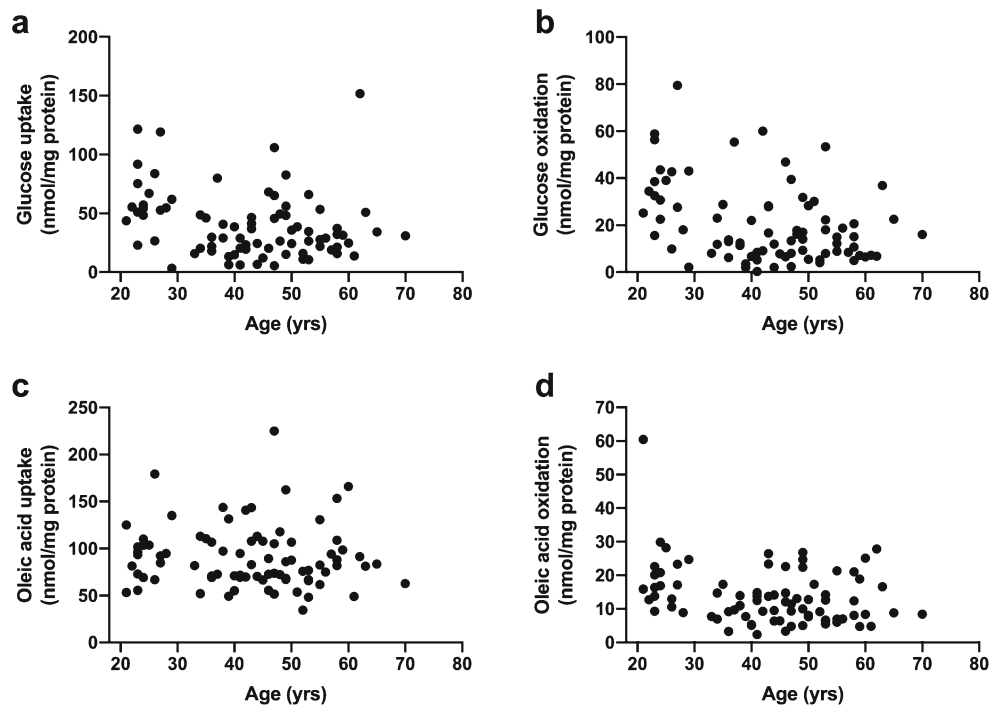 a
200
150
100
50
0
Glucose uptake
(nmol/mg protein)
20 30 40 50 60 70 80
Age (yrs)
b
100
80
60
40
20
0
Glucose oxidation
(nmol/mg protein)
20 30 40 50 60 70 80
Age (yrs)
c
250
200
150
100
50
0
Oleic acid uptake
(nmol/mg protein)
20 30 40 50 60 70 80
Age (yrs)
d
70
60
50
40
30
20
10
0
Oleic acid oxidation
(nmol/mg protein)
20 30 40 50 60 70 80
Age (yrs)